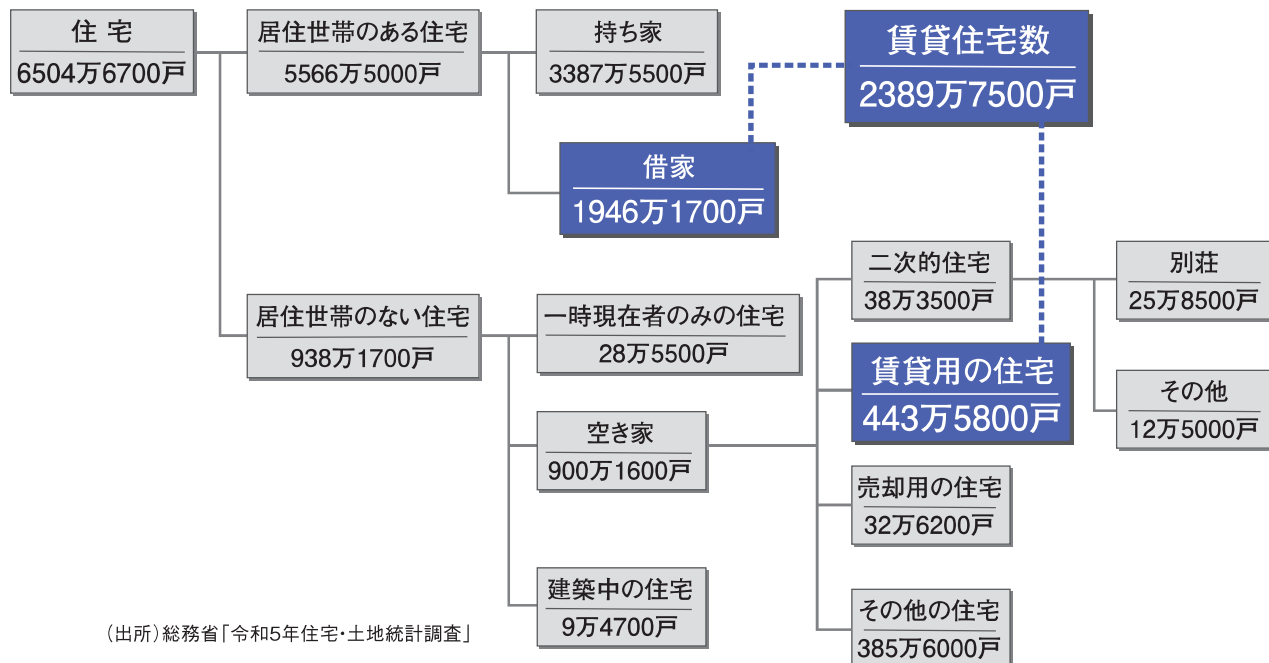 住宅
6504万6700戸
居住世帯のある住宅
5566万5000戸
持ち家
3387万5500戸
賃貸住宅数
2389万7500戸
借家
1946万1700戸
居住世帯のない住宅
938万1700戸
一時現在者のみの住宅
28万5500戸
空き家
900万1600戸
建築中の住宅
9万4700戸
二次的住宅
38万3500戸
別荘
25万8500戸
その他
12万5000戸
賃貸用の住宅
443万5800戸
売却用の住宅
32万6200戸
その他の住宅
385万6000戸
(出所)総務省「令和5年住宅・土地統計調査」